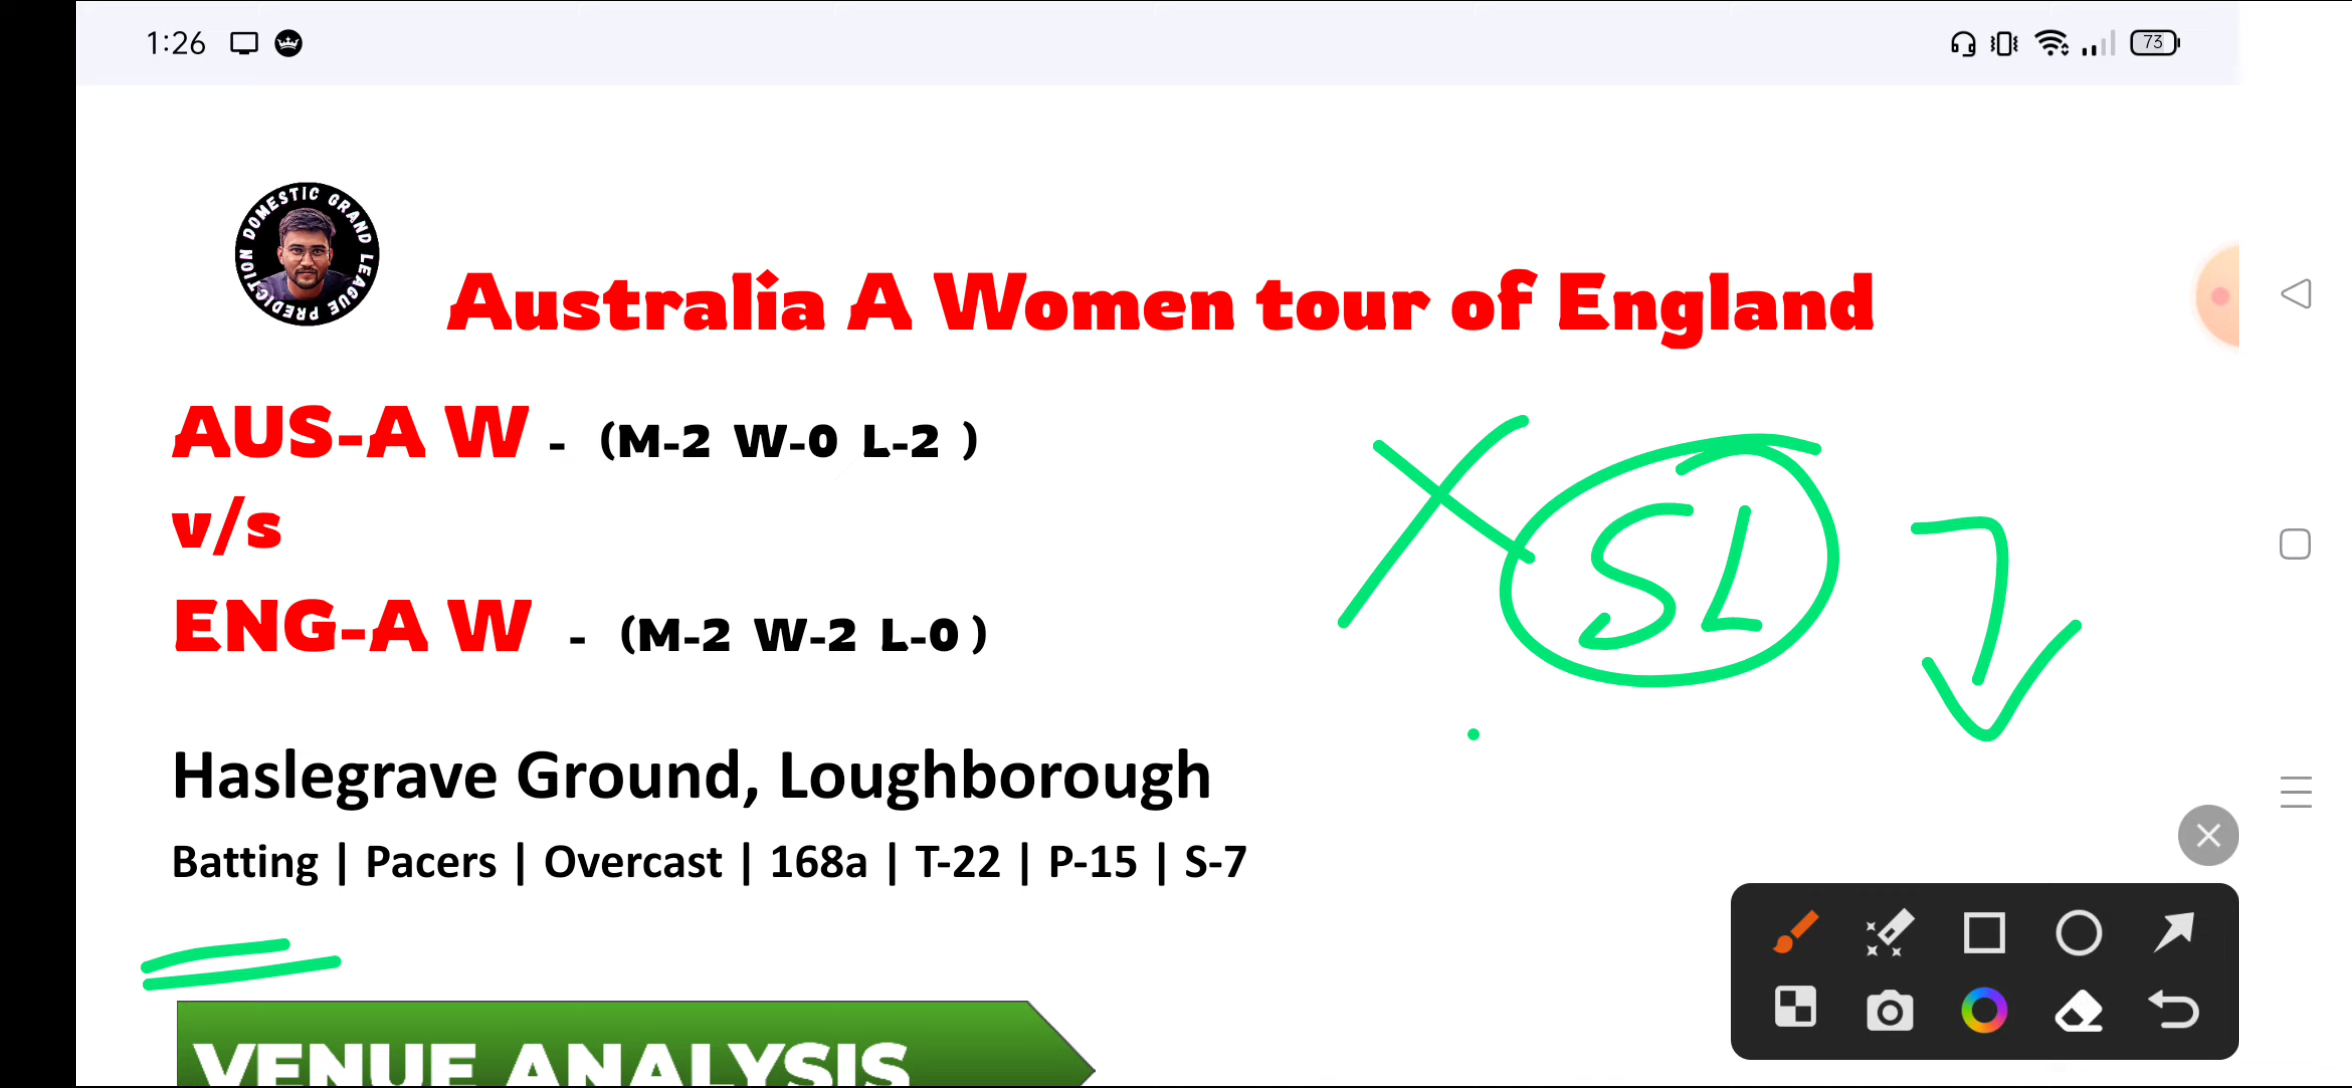 1:26
73
DOMESTIC GRAND LEAGUE PREDICTION
Australia A Women tour of England
AUS-A W - (M-2 W-0 L-2 )
v/s
ENG-A W - (M-2 W-2 L-0 )
SL
Haslegrave Ground, Loughborough
Batting | Pacers | Overcast | 168a | T-22 | P-15 | S-7
VENUE ANALYSIS